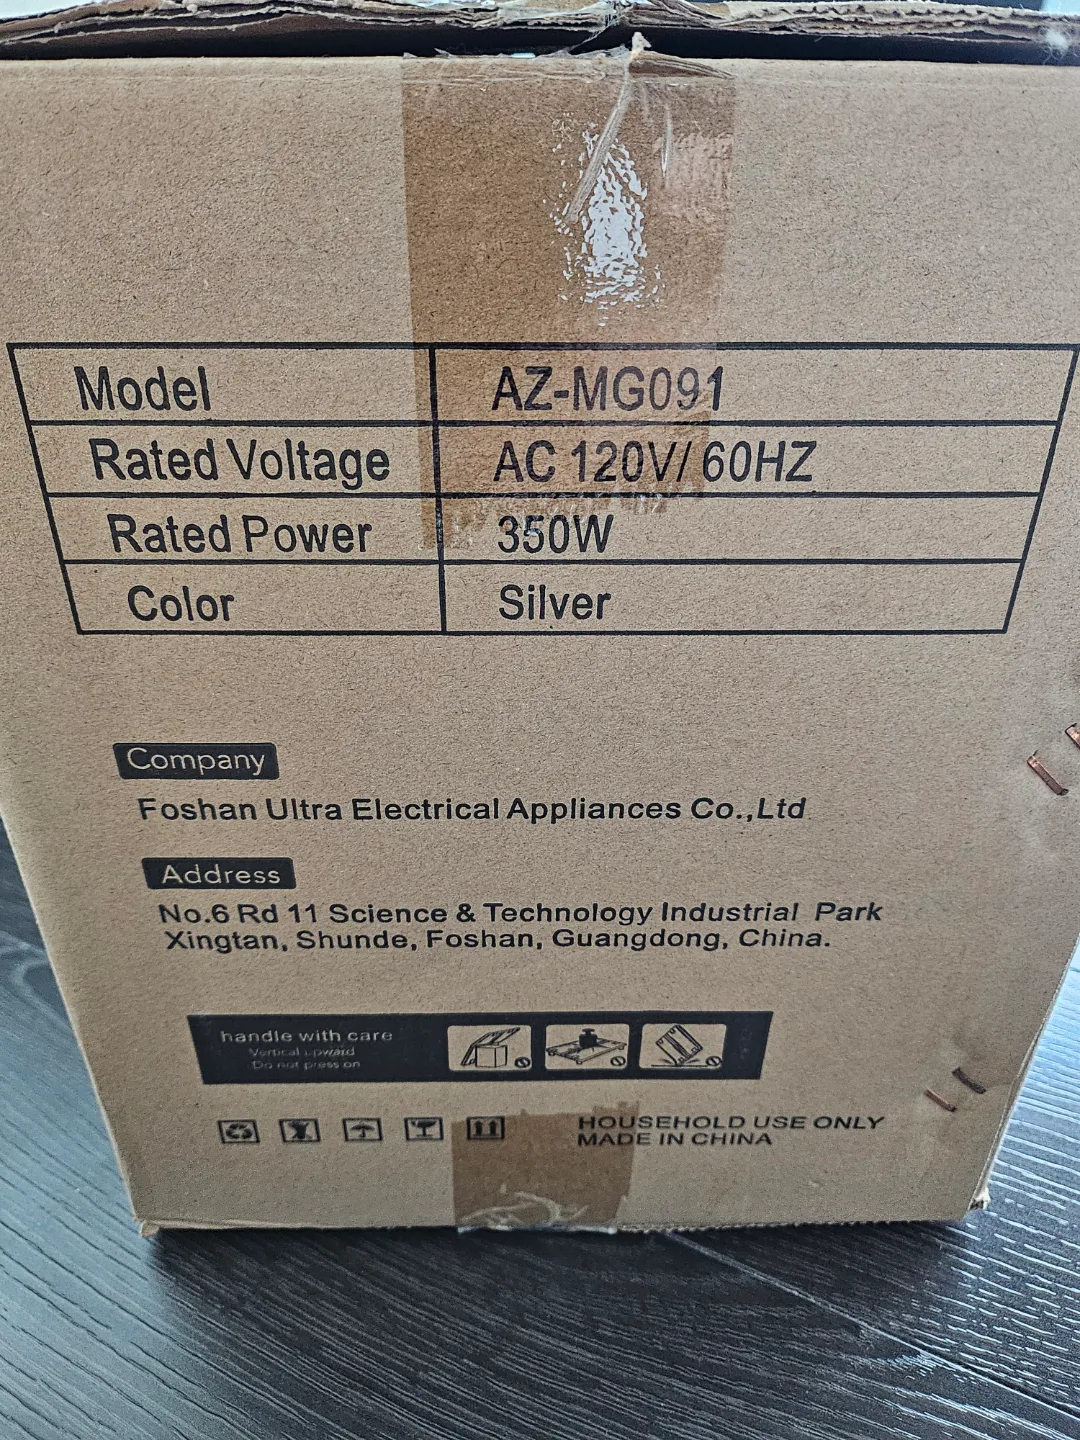 Model AZ-MG091
Rated Voltage AC 120V/ 60HZ
Rated Power 350W
Color Silver
Company
Foshan Ultra Electrical Appliances Co.,Ltd
Address
No.6 Rd 11 Science & Technology Industrial Park
Xingtan, Shunde, Foshan, Guangdong, China.
handle with care
Vertical upward
Do not press on
HOUSEHOLD USE ONLY
MADE IN CHINA